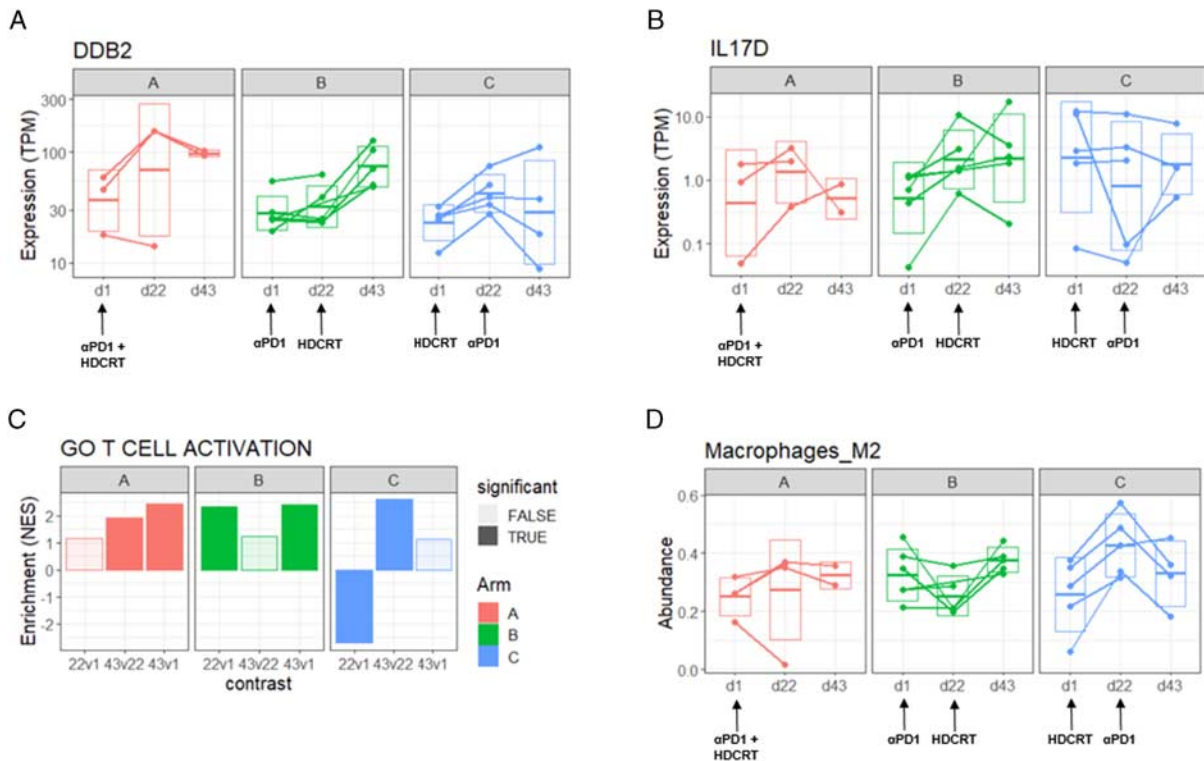 A
DDB2
A B C
Expression (TPM)
300
100
30
10
d1 d22 d43 d1 d22 d43 d1 d22 d43
αPD1 +
HDCRT
αPD1 HDCRT
HDCRT αPD1
B
IL17D
A B C
Expression (TPM)
10.0
1.0
0.1
d1 d22 d43 d1 d22 d43 d1 d22 d43
αPD1 +
HDCRT
αPD1 HDCRT
HDCRT αPD1
C
GO T CELL ACTIVATION
A B C
Enrichment (NES)
2
1
0
-1
-2
22v1 43v22 43v1 22v1 43v22 43v1 22v1 43v22 43v1
contrast
significant
FALSE
TRUE
Arm
A
B
C
D
Macrophages_M2
A B C
Abundance
0.6
0.4
0.2
0.0
d1 d22 d43 d1 d22 d43 d1 d22 d43
αPD1 +
HDCRT
αPD1 HDCRT
HDCRT αPD1